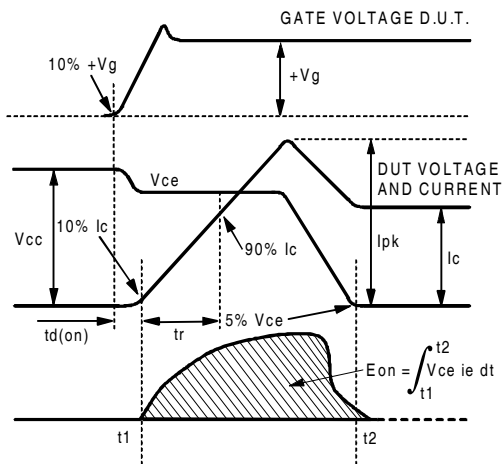 GATE VOLTAGE D.U.T.
10% +Vg
+Vg
Vce
DUT VOLTAGE
AND CURRENT
10% Ic
Vcc
90% Ic
Ipk
Ic
td(on)
tr
5% Vce
t2
Eon = ∫ Vce ie dt
t1
t1
t2